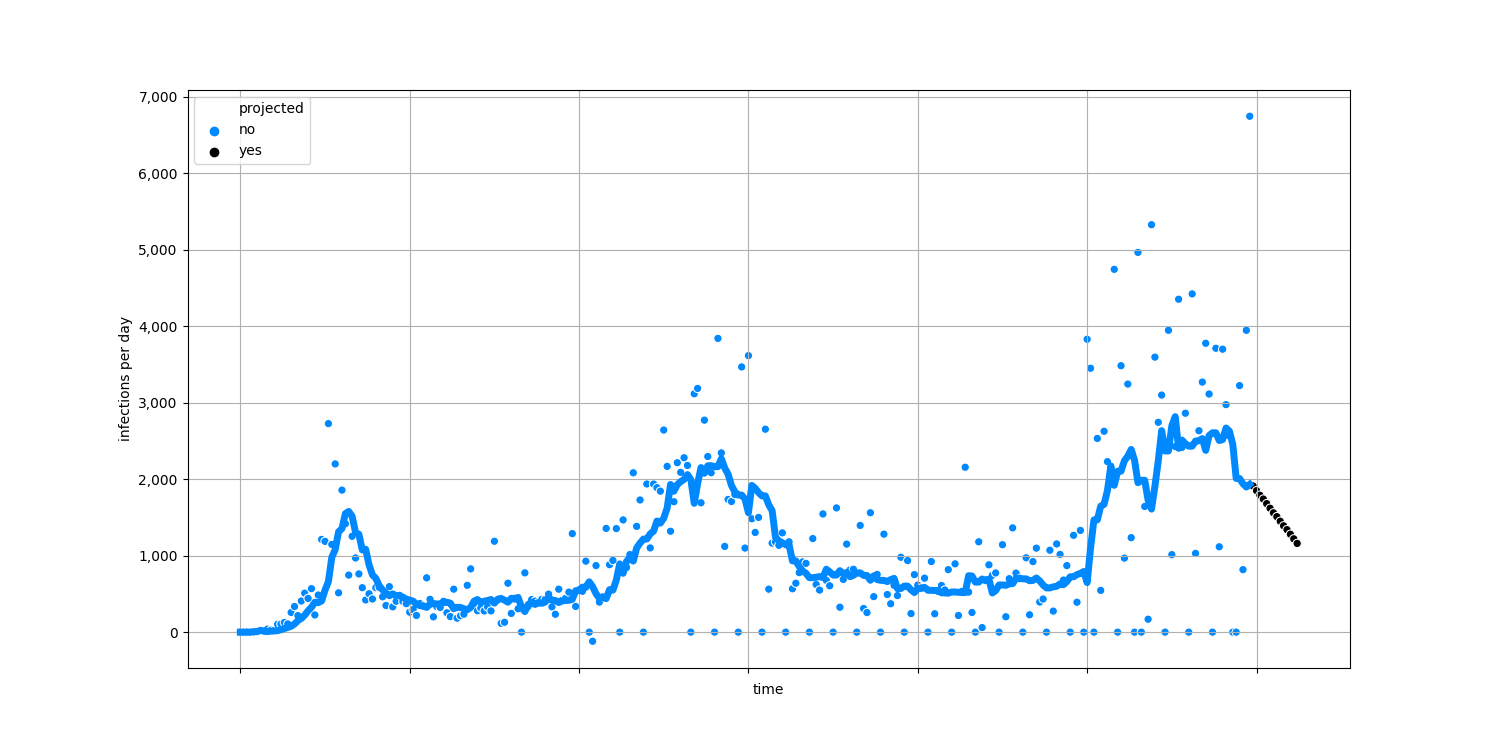 7,000
projected
no
yes
6,000
5,000
4,000
3,000
2,000
1,000
0
infections per day
time